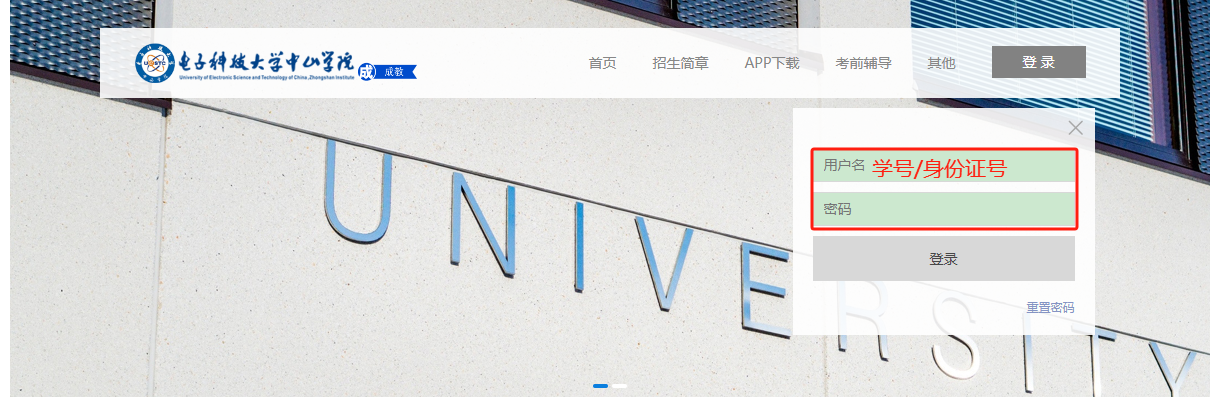 电子科技大学中山学院
University of Electronic Science and Technology of China ,Zhongshan Institute
成 成教
首页 招生简章 APP下载 考前辅导 其他 登 录
用户名 学号/身份证号
密码
登录
重置密码
UNIVERSITY